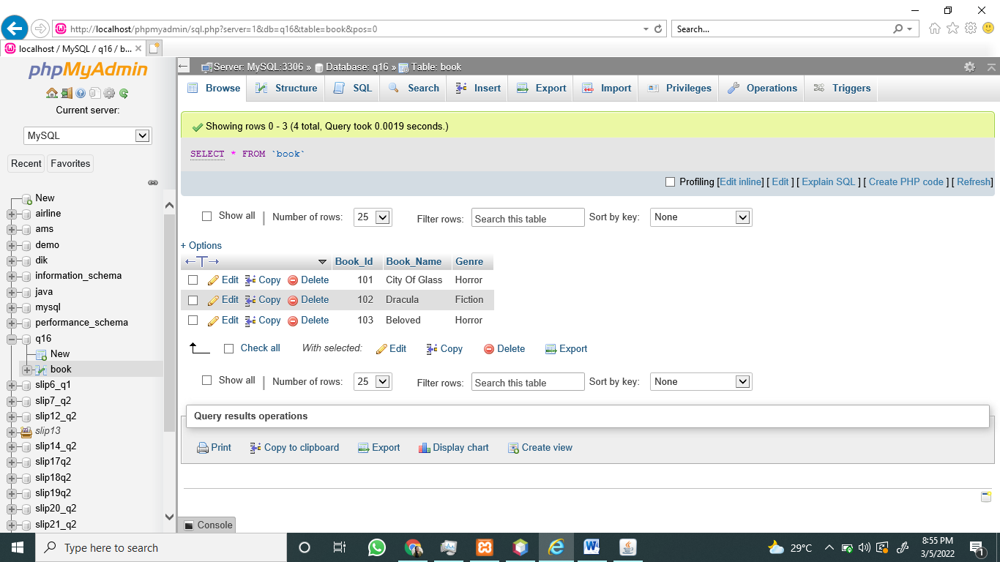 http://localhost/phpmyadmin/sql.php?server=1&db=q16&table=book&pos=0
Search...
localhost / MySQL / q16 / b...
phpMyAdmin
Current server:
MySQL
Recent
Favorites
New
airline
ams
demo
dik
information_schema
java
mysql
performance_schema
q16
New
book
slip6_q1
slip7_q2
slip12_q2
slip13
slip14_q2
slip17q2
slip18q2
slip19q2
slip20_q2
slip21_q2
Server: MySQL:3306 » Database: q16 » Table: book
Browse Structure SQL Search Insert Export Import Privileges Operations Triggers
Showing rows 0 - 3 (4 total, Query took 0.0019 seconds.)
SELECT * FROM `book`
Profiling [Edit inline] [ Edit ] [ Explain SQL ] [ Create PHP code ] [ Refresh]
Show all | Number of rows: 25 Filter rows: Search this table Sort by key: None
+ Options
Book_Id Book_Name Genre
Edit Copy Delete 101 City Of Glass Horror
Edit Copy Delete 102 Dracula Fiction
Edit Copy Delete 103 Beloved Horror
Check all With selected: Edit Copy Delete Export
Show all | Number of rows: 25 Filter rows: Search this table Sort by key: None
Query results operations
Print Copy to clipboard Export Display chart Create view
Console
Type here to search
29°C
8:55 PM
3/5/2022
1